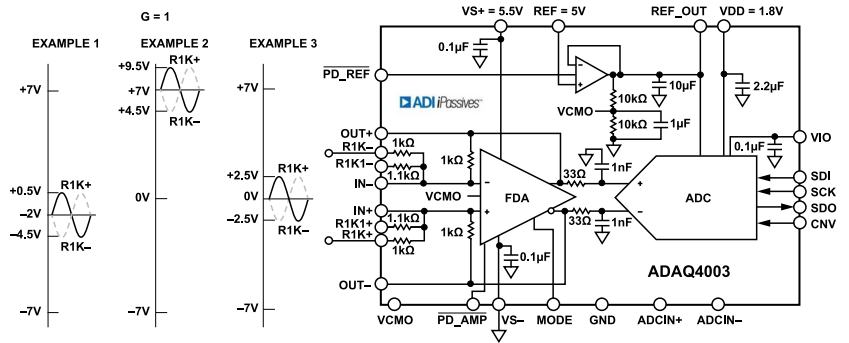 G = 1
EXAMPLE 1
EXAMPLE 2
EXAMPLE 3
+7V
+0.5V
R1K+
–2V
–4.5V
R1K–
–7V
+9.5V
R1K+
+7V
+4.5V
R1K–
0V
–7V
+7V
+2.5V
R1K+
0V
–2.5V
R1K–
–7V
VS+ = 5.5V
REF = 5V
REF_OUT
VDD = 1.8V
0.1µF
PD_REF
10µF
2.2µF
ADI iPassives™
10kΩ
VCMO
10kΩ
1µF
OUT+
R1K–
1kΩ
R1K1–
1.1kΩ
IN–
1kΩ
VCMO
IN+
1.1kΩ
R1K1+
R1K+
1kΩ
1kΩ
OUT–
–
+
FDA
–
+
33Ω
1nF
33Ω
1nF
0.1µF
+
–
ADC
0.1µF
VIO
SDI
SCK
SDO
CNV
ADAQ4003
VCMO
PD_AMP
VS–
MODE
GND
ADCIN+
ADCIN–